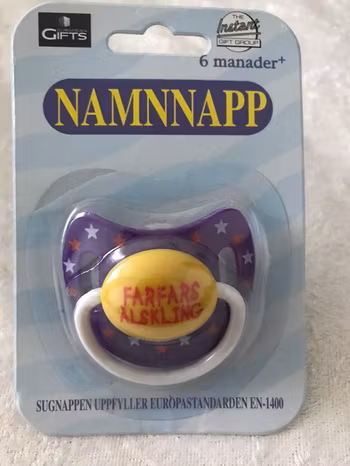 GIFTS
THE
Instant
GIFT GROUP
6 manader+
NAMNNAPP
FARFARS
ÄLSKLING
SUGNAPPEN UPPFYLLER EUROPASTANDARDEN EN-1400